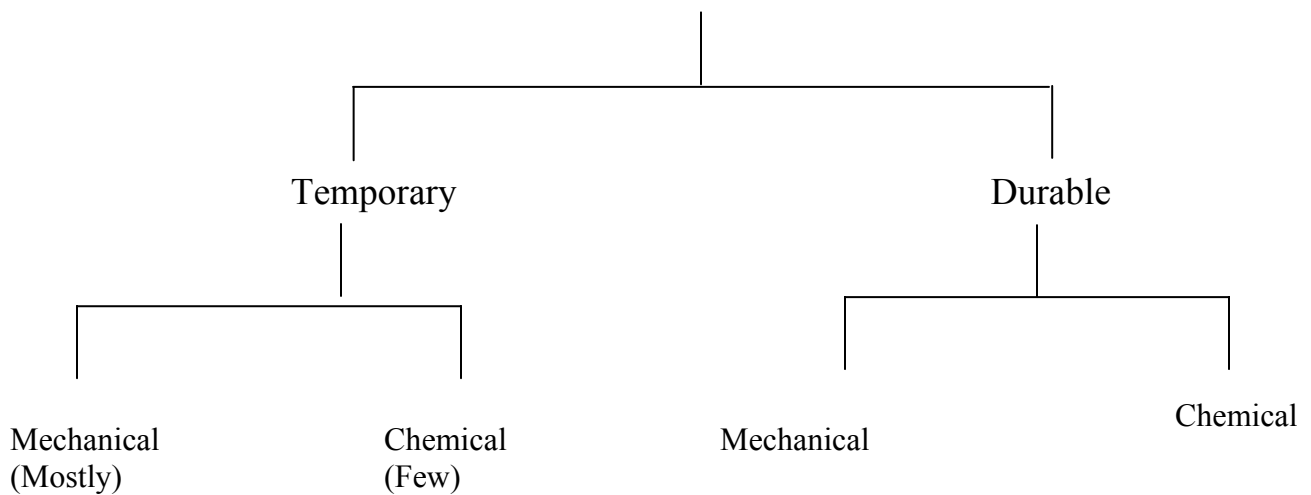 Temporary
Durable
Mechanical
(Mostly)
Chemical
(Few)
Mechanical
Chemical